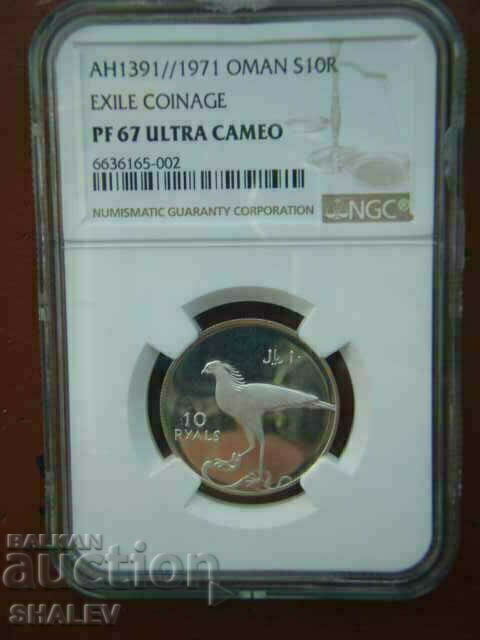 AH1391//1971 OMAN S10R
EXILE COINAGE
PF 67 ULTRA CAMEO
6636165-002
NUMISMATIC GUARANTY CORPORATION
NGC®
١٠ ريال
10
RYALS
БАЛКАН
auction
SHALEV